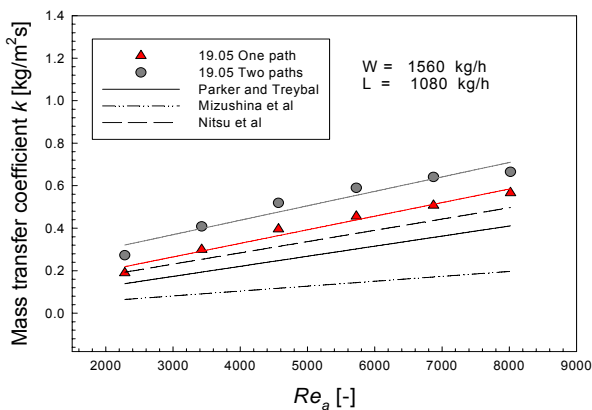 Mass transfer coefficient k [kg/m²s]
1.4
1.2
1.0
0.8
0.6
0.4
0.2
0.0
19.05 One path
19.05 Two paths
Parker and Treybal
Mizushina et al
Nitsu et al
W = 1560 kg/h
L = 1080 kg/h
2000 3000 4000 5000 6000 7000 8000 9000
Re_a [-]